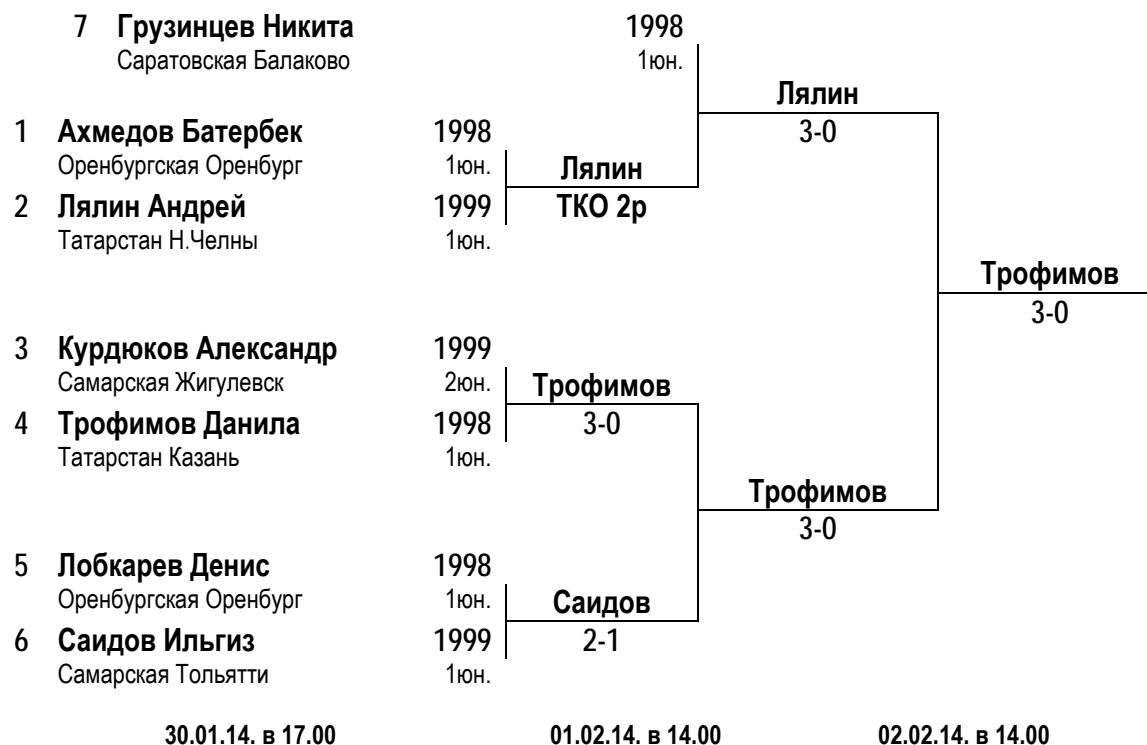 7 Грузинцев Никита 1998
Саратовская Балаково 1юн.
Лялин
3-0
1 Ахмедов Батербек 1998
Оренбургская Оренбург 1юн.
Лялин
ТКО 2р
2 Лялин Андрей 1999
Татарстан Н.Челны 1юн.
Трофимов
3-0
3 Курдюков Александр 1999
Самарская Жигулевск 2юн.
Трофимов
3-0
4 Трофимов Данила 1998
Татарстан Казань 1юн.
Трофимов
3-0
5 Лобкарев Денис 1998
Оренбургская Оренбург 1юн.
Саидов
2-1
6 Саидов Ильгиз 1999
Самарская Тольятти 1юн.
30.01.14. в 17.00 01.02.14. в 14.00 02.02.14. в 14.00